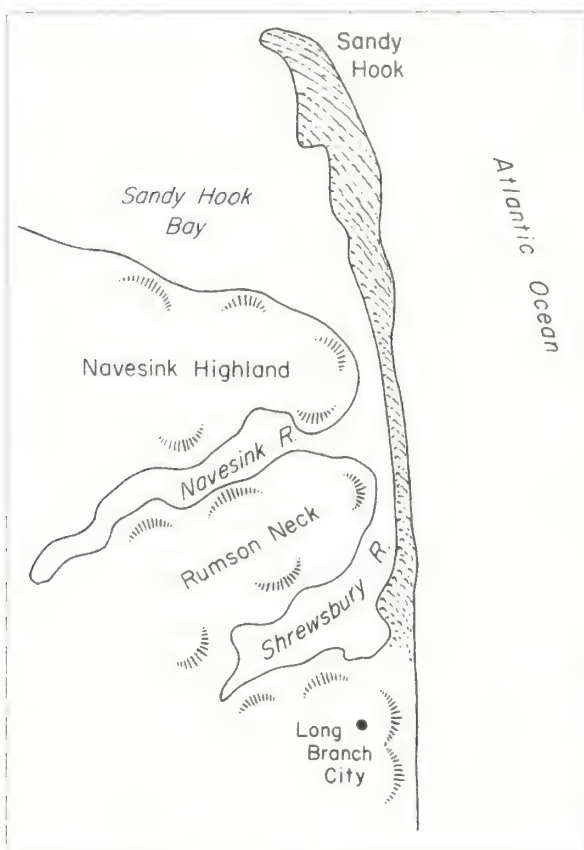 Sandy
Hook
Sandy Hook
Bay
Atlantic Ocean
Navesink Highland
Navesink R.
Rumson Neck
Shrewsbury R.
Long
Branch
City